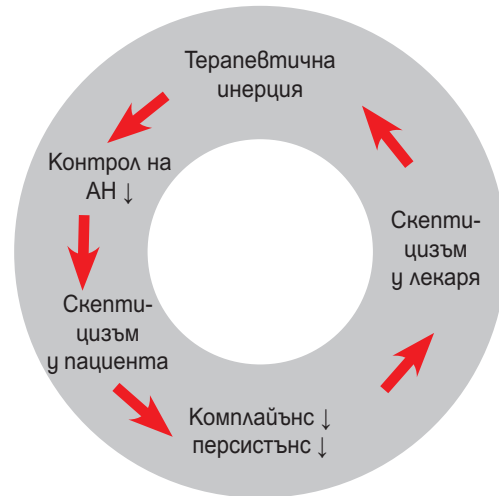 Терапевтична
инерция
Контрол на
АН ↓
Скепти-
цизъм
у лекаря
Скепти-
цизъм
у пациента
Комплайънс ↓
персистънс ↓